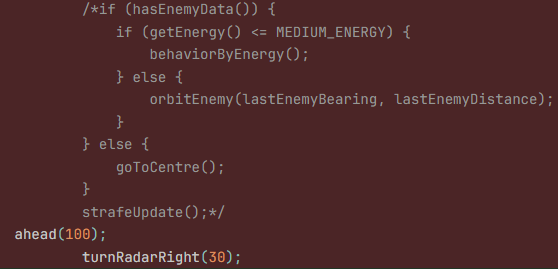 /*if (hasEnemyData()) {
if (getEnergy() <= MEDIUM_ENERGY) {
behaviorByEnergy();
} else {
orbitEnemy(lastEnemyBearing, lastEnemyDistance);
}
} else {
goToCentre();
}
strafeUpdate();*/
ahead(100);
turnRadarRight(30);